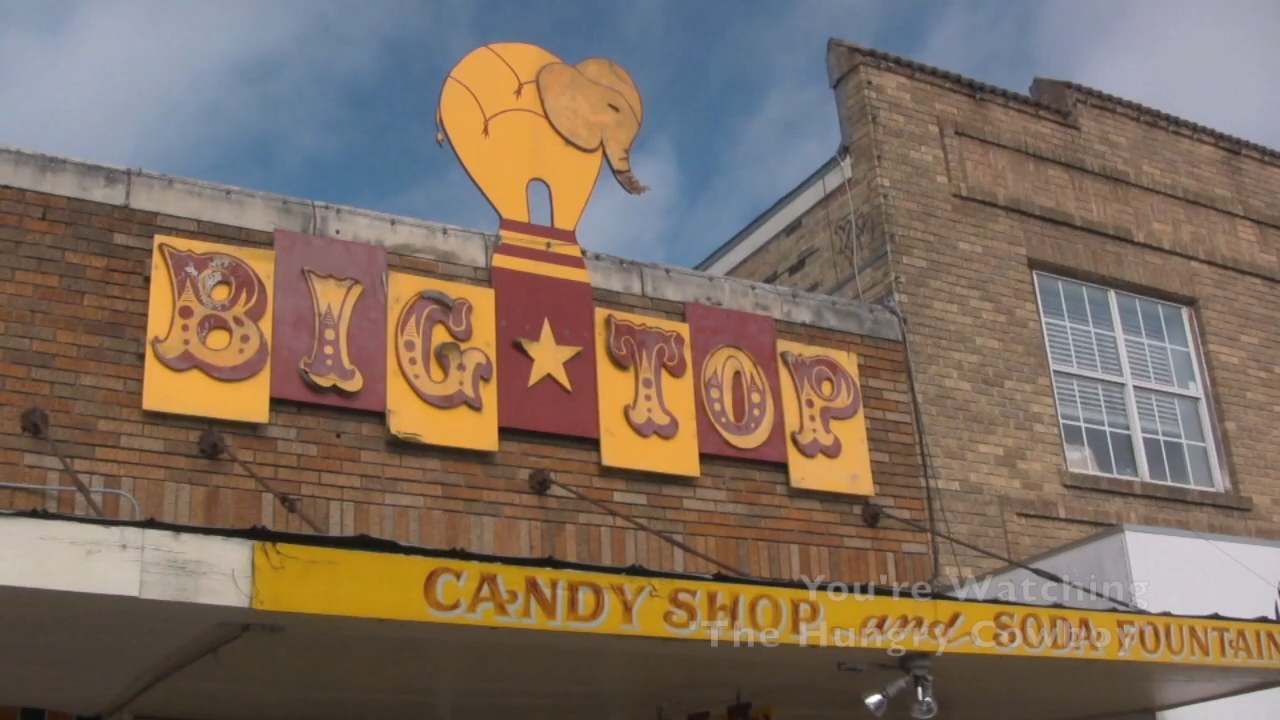 BIG TOP
CANDY SHOP and SODA FOUNTAIN
You're Watching
"The Hungry Cowboy"